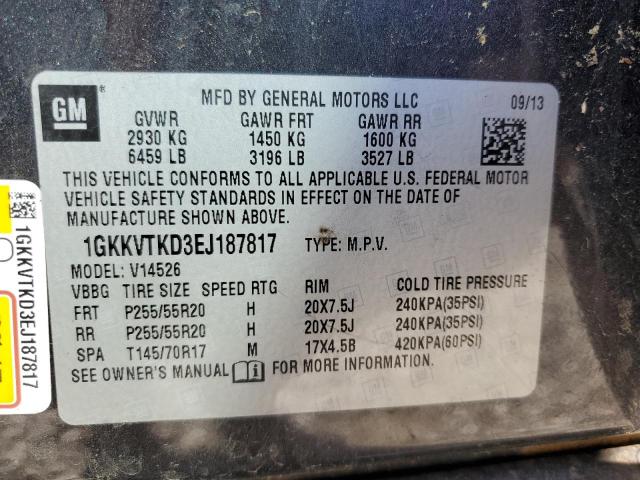 GM
MFD BY GENERAL MOTORS LLC 09/13
GVWR GAWR FRT GAWR RR
2930 KG 1450 KG 1600 KG
6459 LB 3196 LB 3527 LB
THIS VEHICLE CONFORMS TO ALL APPLICABLE U.S. FEDERAL MOTOR
VEHICLE SAFETY STANDARDS IN EFFECT ON THE DATE OF
MANUFACTURE SHOWN ABOVE.
1GKKVTKD3EJ187817 TYPE: M.P.V.
MODEL: V14526
VBBG TIRE SIZE SPEED RTG RIM COLD TIRE PRESSURE
FRT P255/55R20 H 20X7.5J 240KPA(35PSI)
RR P255/55R20 H 20X7.5J 240KPA(35PSI)
SPA T145/70R17 M 17X4.5B 420KPA(60PSI)
SEE OWNER'S MANUAL FOR MORE INFORMATION.
1GKKVTKD3EJ187817